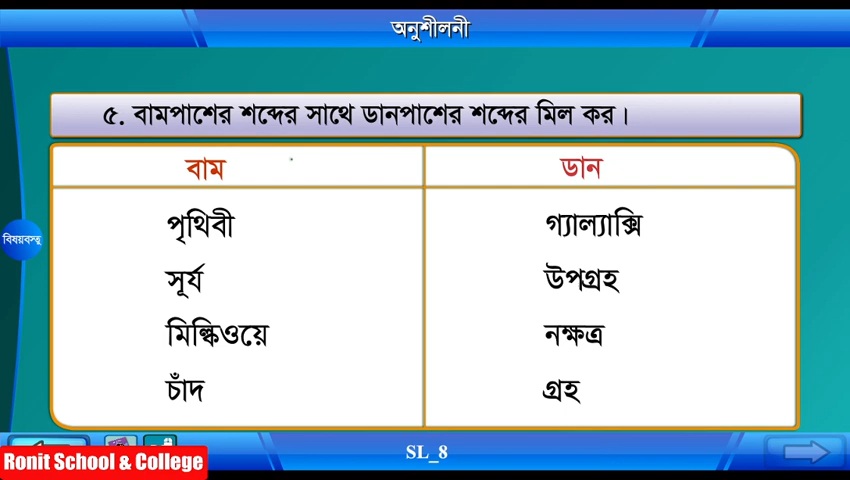 অনুশীলনী
৫. বামপাশের শব্দের সাথে ডানপাশের শব্দের মিল কর।
বাম ডান
পৃথিবী গ্যাল্যাক্সি
সূর্য উপগ্রহ
বিষয়বস্তু
মিল্কিওয়ে নক্ষত্র
চাঁদ গ্রহ
SL_8
Ronit School & College